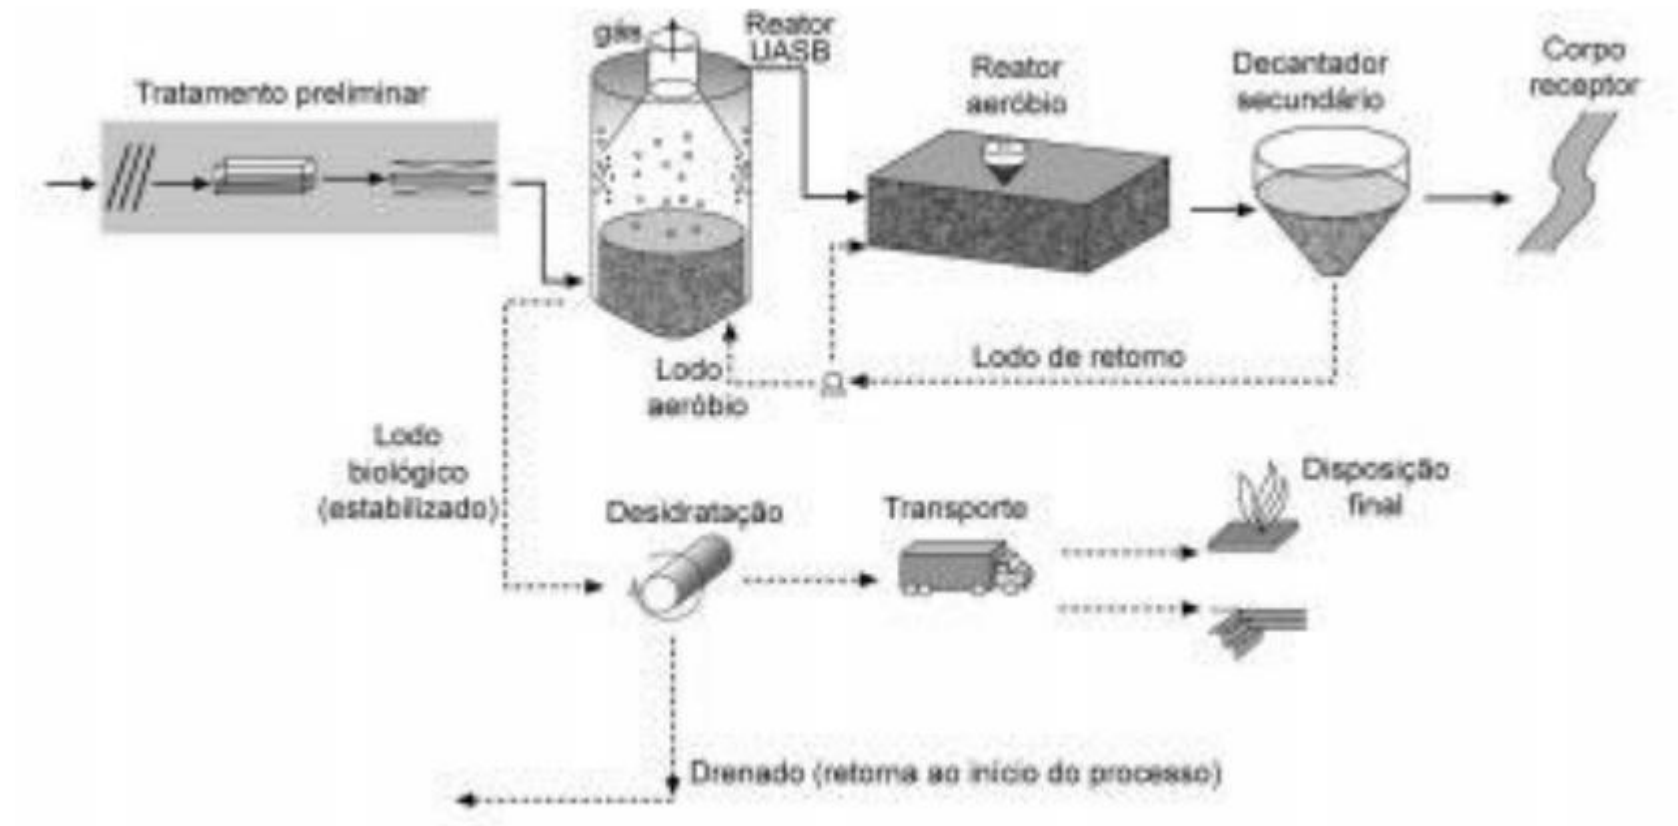 Tratamento preliminar
gás
Reator
UASB
Reator
aeróbio
Decantador
secundário
Corpo
receptor
Lodo
aeróbio
Lodo de retorno
Lodo
biológico
(estabilizado)
Desidratação
Transporte
Disposição
final
Drenado (retorna ao início do processo)